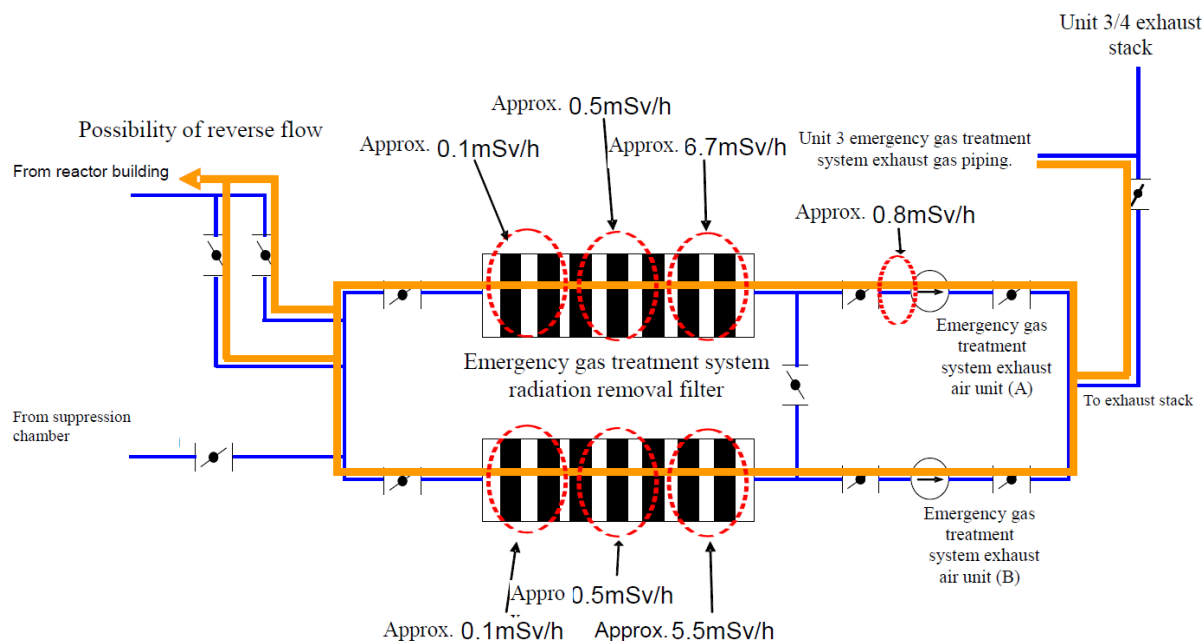 Unit 3/4 exhaust
stack
Approx. 0.5mSv/h
Possibility of reverse flow
Approx. 0.1mSv/h
Approx. 6.7mSv/h
Unit 3 emergency gas treatment
system exhaust gas piping.
From reactor building
Approx. 0.8mSv/h
Emergency gas treatment system
radiation removal filter
Emergency gas
treatment
system exhaust
air unit (A)
To exhaust stack
From suppression
chamber
Emergency gas
treatment
system exhaust
air unit (B)
Appro 0.5mSv/h
Approx. 0.1mSv/h
Approx. 5.5mSv/h